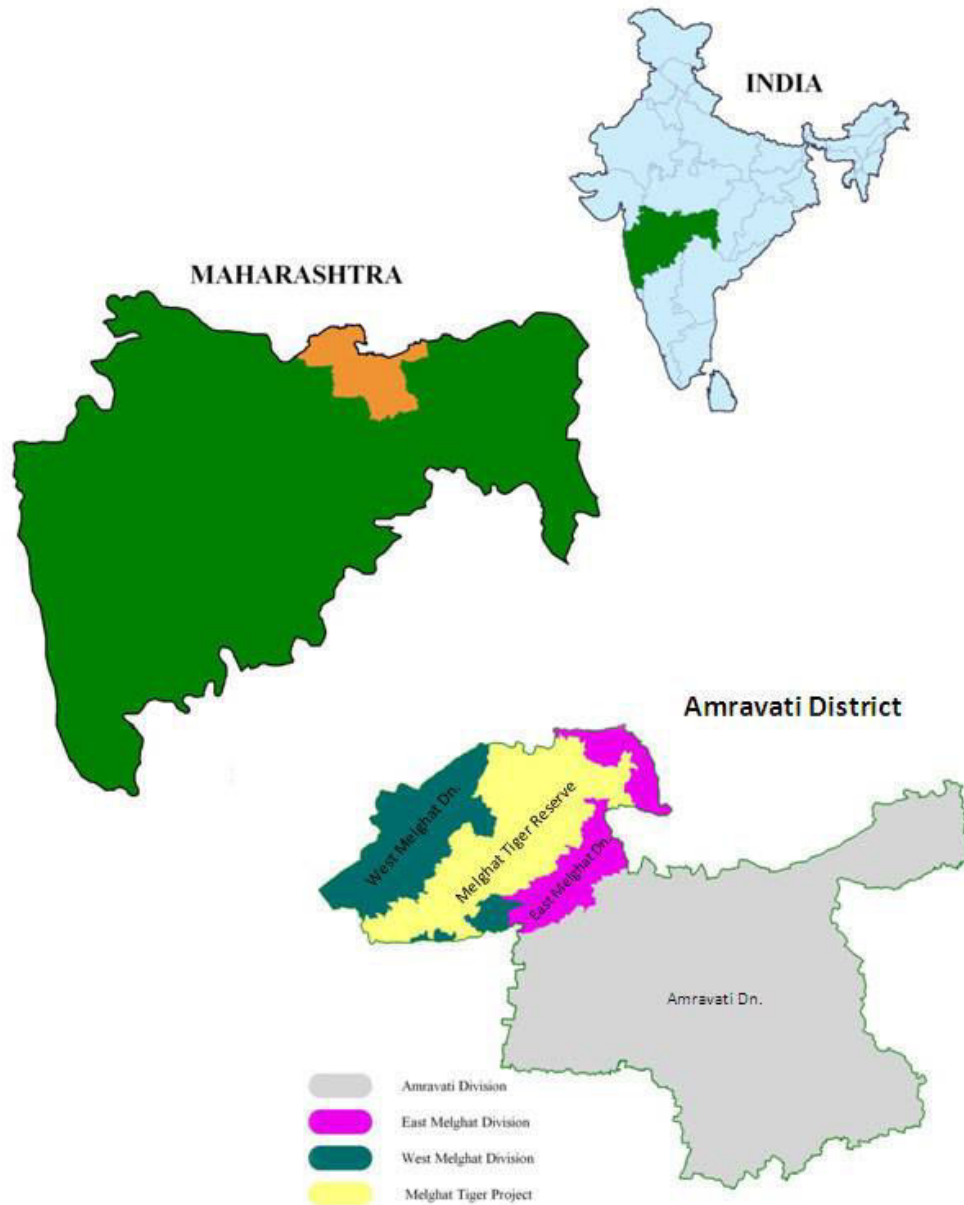 INDIA
MAHARASHTRA
Amravati District
West Melghat Dn.
Melghat Tiger Reserve
East Melghat Dn.
Amravati Dn.
Amravati Division
East Melghat Division
West Melghat Division
Melghat Tiger Project